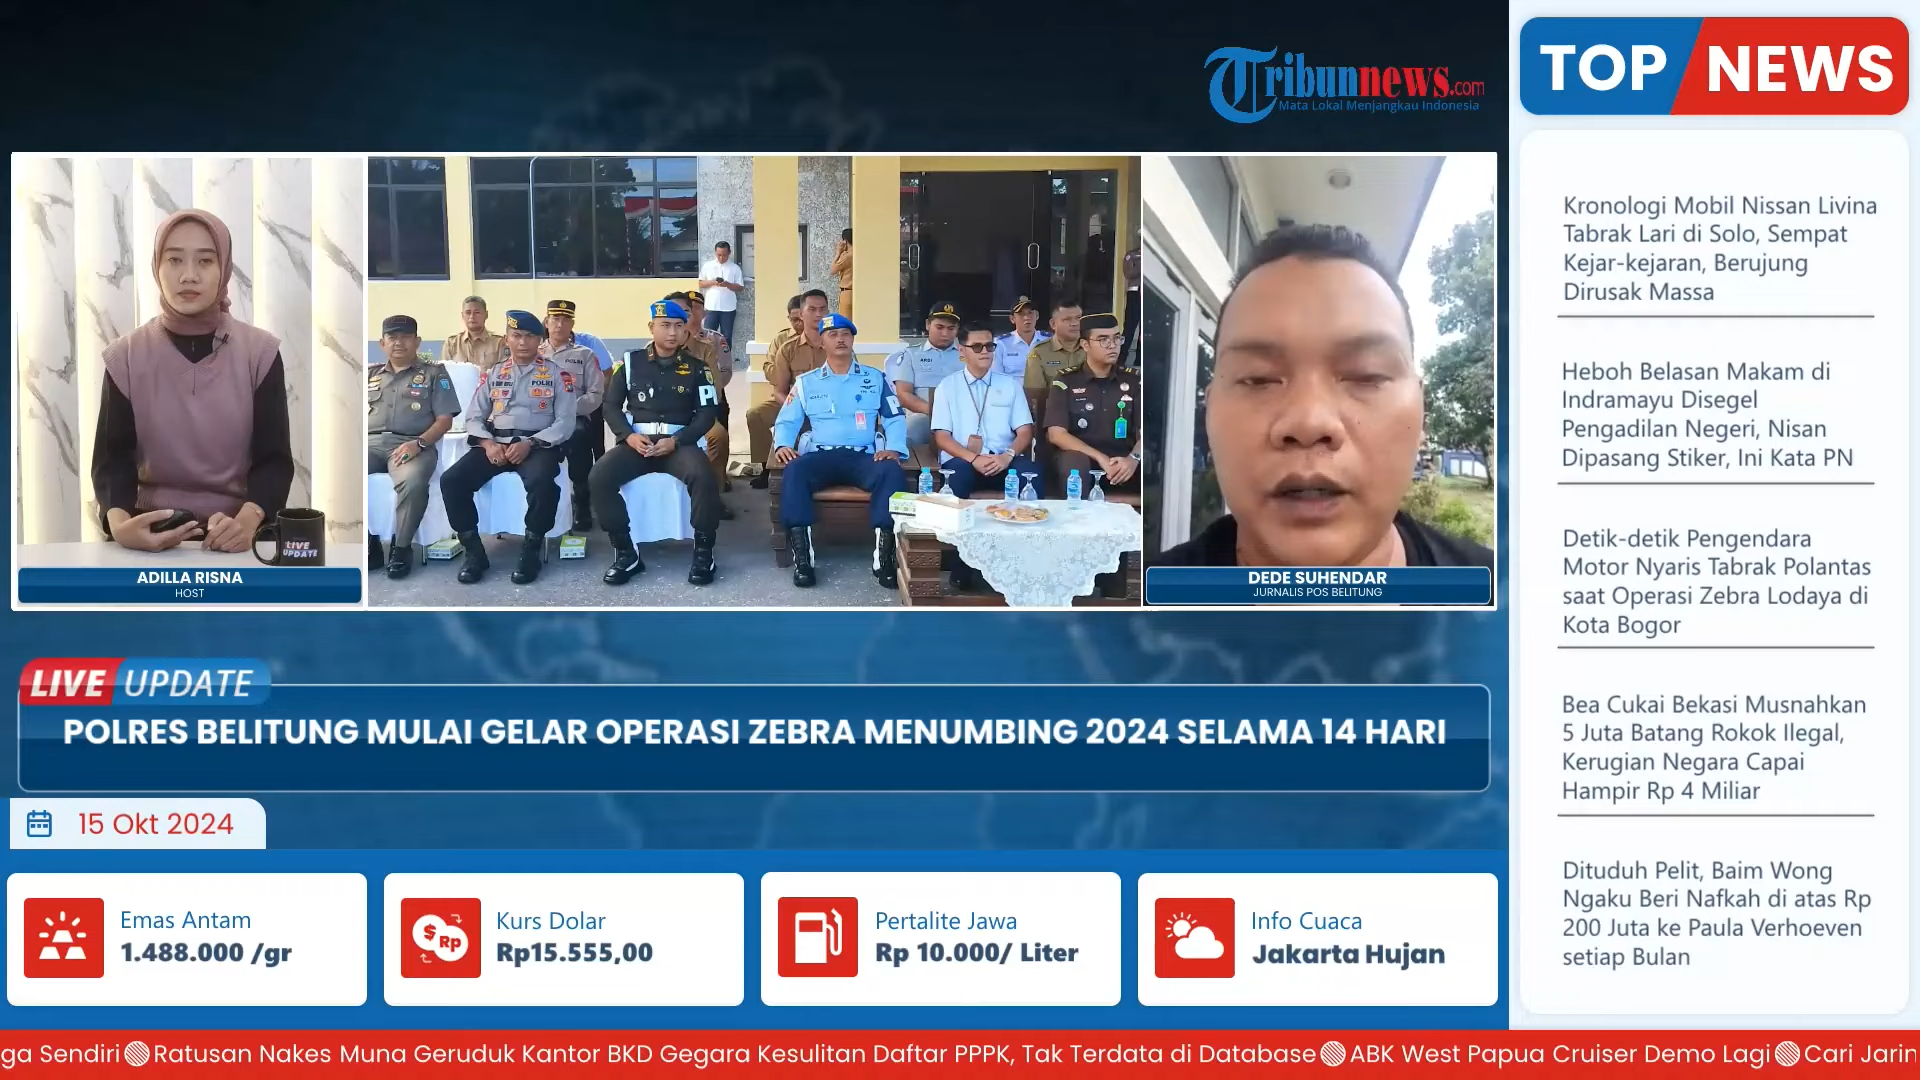 Tribunnews.com
Mata Lokal Menjangkau Indonesia
TOP NEWS
Kronologi Mobil Nissan Livina
Tabrak Lari di Solo, Sempat
Kejar-kejaran, Berujung
Dirusak Massa
Heboh Belasan Makam di
Indramayu Disegel
Pengadilan Negeri, Nisan
Dipasang Stiker, Ini Kata PN
Detik-detik Pengendara
Motor Nyaris Tabrak Polantas
saat Operasi Zebra Lodaya di
Kota Bogor
Bea Cukai Bekasi Musnahkan
5 Juta Batang Rokok Ilegal,
Kerugian Negara Capai
Hampir Rp 4 Miliar
Dituduh Pelit, Baim Wong
Ngaku Beri Nafkah di atas Rp
200 Juta ke Paula Verhoeven
setiap Bulan
LIVE
UPDATE
POLRI
ADILLA RISNA
HOST
DEDE SUHENDAR
JURNALIS POS BELITUNG
LIVE UPDATE
POLRES BELITUNG MULAI GELAR OPERASI ZEBRA MENUMBING 2024 SELAMA 14 HARI
15 Okt 2024
Emas Antam
1.488.000 /gr
$ Rp
Kurs Dolar
Rp15.555,00
Pertalite Jawa
Rp 10.000/ Liter
Info Cuaca
Jakarta Hujan
ga Sendiri Ratusan Nakes Muna Geruduk Kantor BKD Gegara Kesulitan Daftar PPPK, Tak Terdata di Database ABK West Papua Cruiser Demo Lagi Cari Jarin